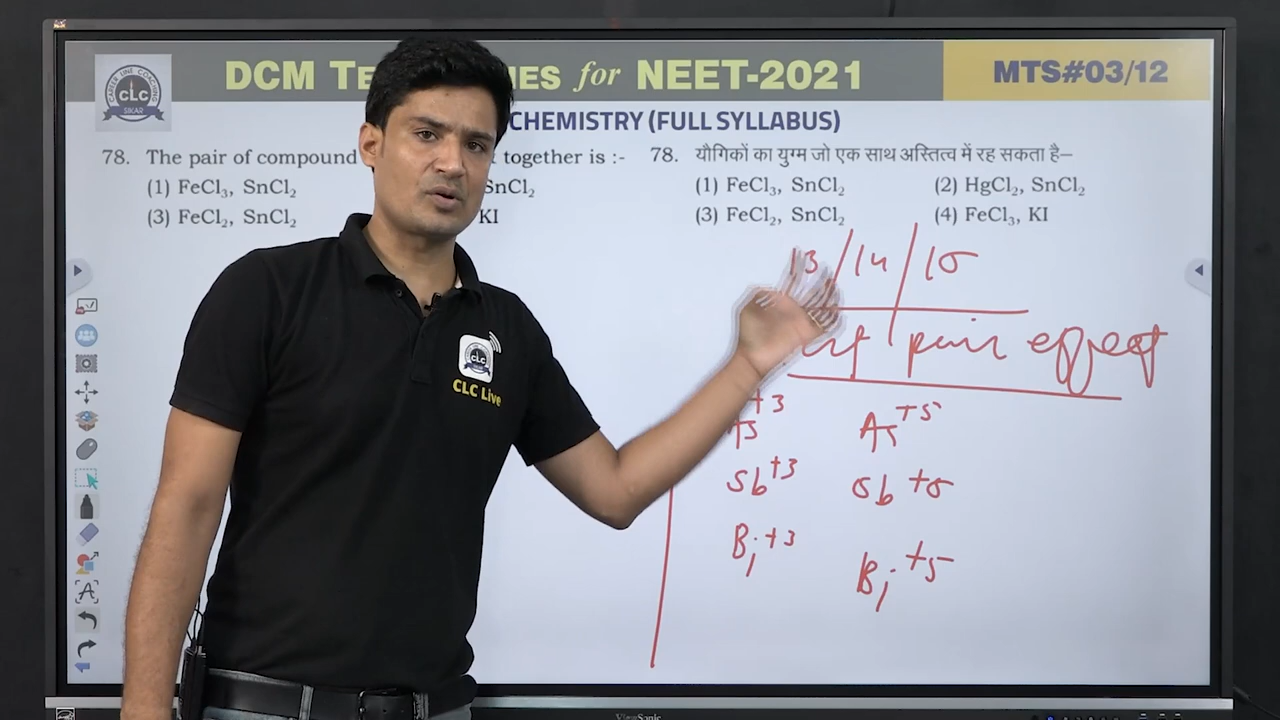 DCM TE IES for NEET-2021
MTS#03/12
CLC
SIKAR
CHEMISTRY (FULL SYLLABUS)
78. The pair of compound t together is :-
(1) FeCl₃, SnCl₂
SnCl₂
(3) FeCl₂, SnCl₂
KI
78. यौगिकों का युग्म जो एक साथ अस्तित्व में रह सकता है–
(1) FeCl₃, SnCl₂ (2) HgCl₂, SnCl₂
(3) FeCl₂, SnCl₂ (4) FeCl₃, KI
13 / 14 / 15
pair effect
+3 As+5
Sb+3 Sb+5
Bi+3 Bi+5
CLC
CLC Live
ViewSonic